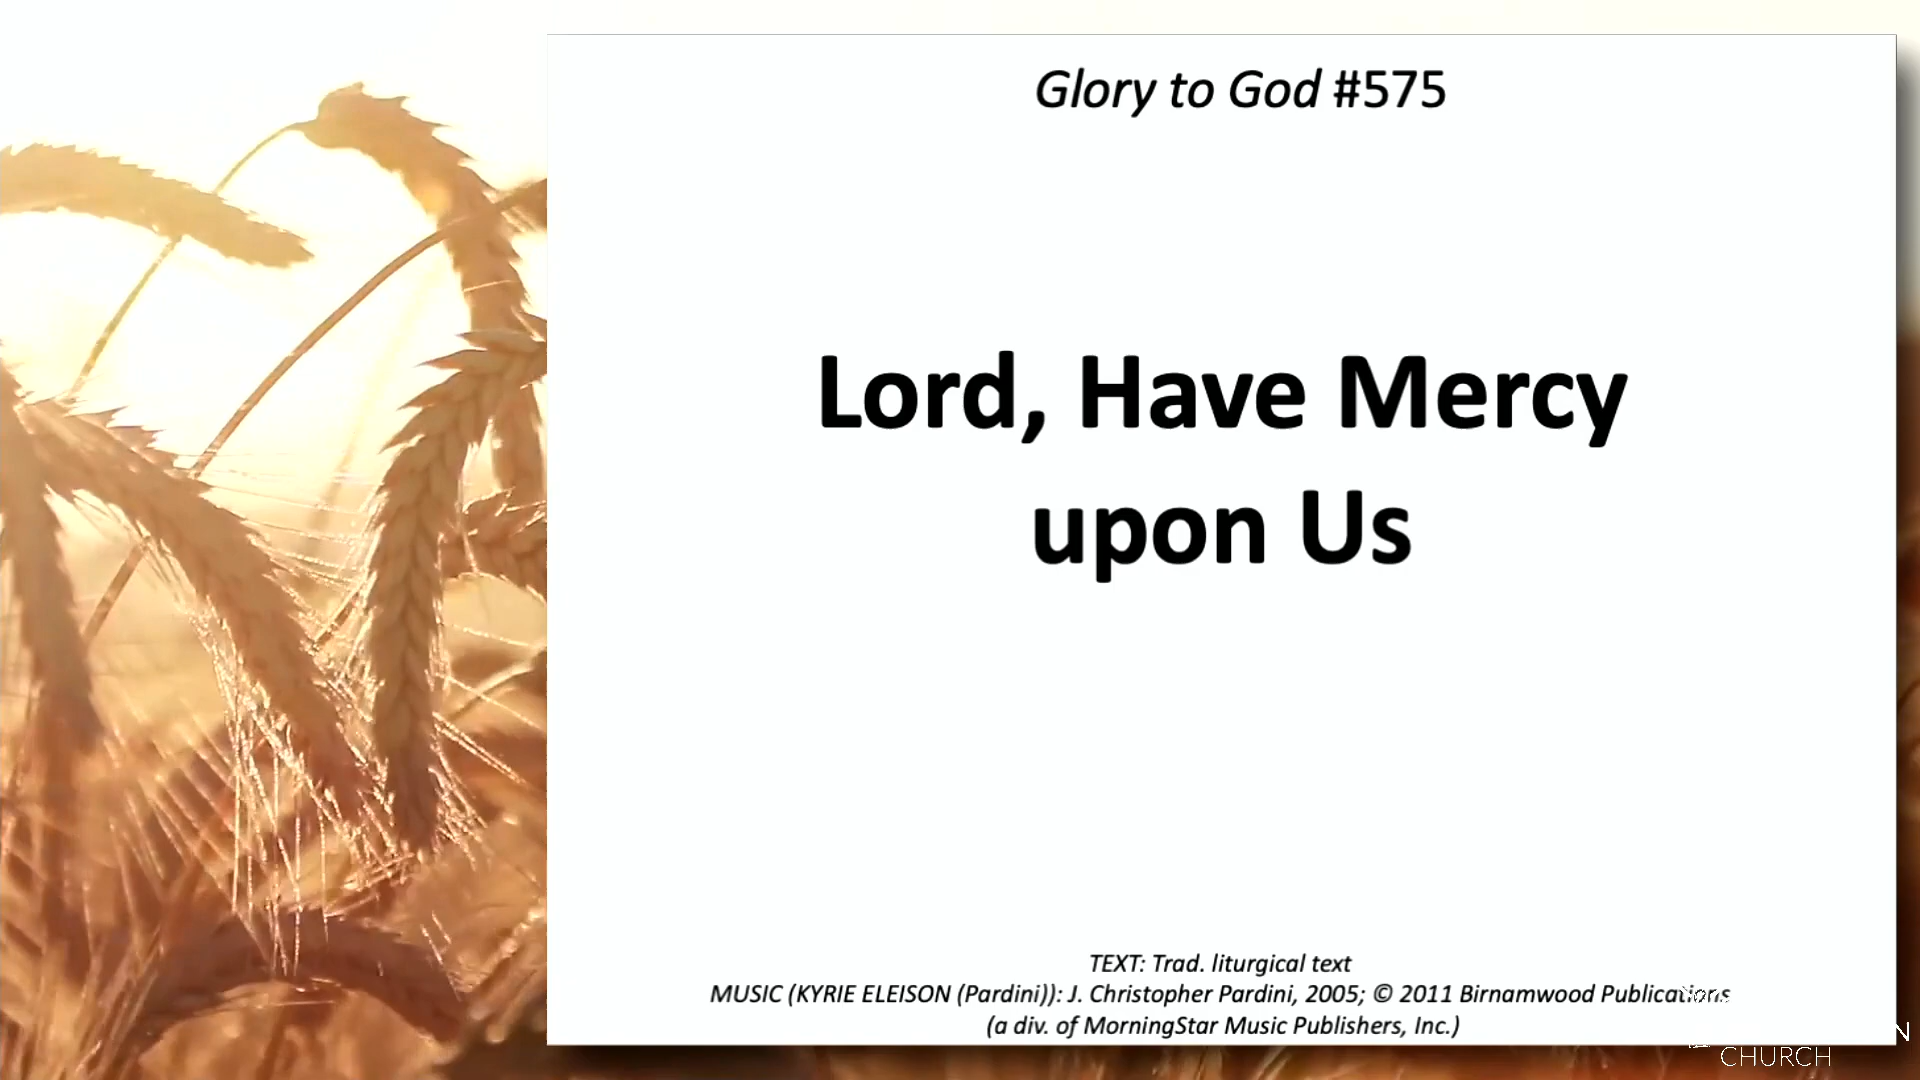 Glory to God #575
Lord, Have Mercy
upon Us
TEXT: Trad. liturgical text
MUSIC (KYRIE ELEISON (Pardini)): J. Christopher Pardini, 2005; © 2011 Birnamwood Publications
(a div. of MorningStar Music Publishers, Inc.)
CHURCH